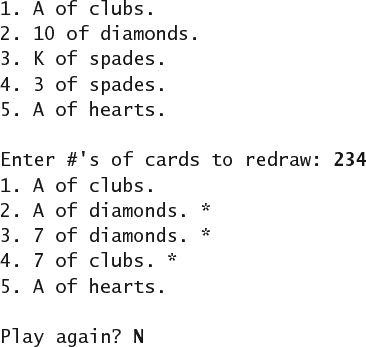 1. A of clubs.
2. 10 of diamonds.
3. K of spades.
4. 3 of spades.
5. A of hearts.
Enter #'s of cards to redraw: 234
1. A of clubs.
2. A of diamonds. *
3. 7 of diamonds. *
4. 7 of clubs. *
5. A of hearts.
Play again? N